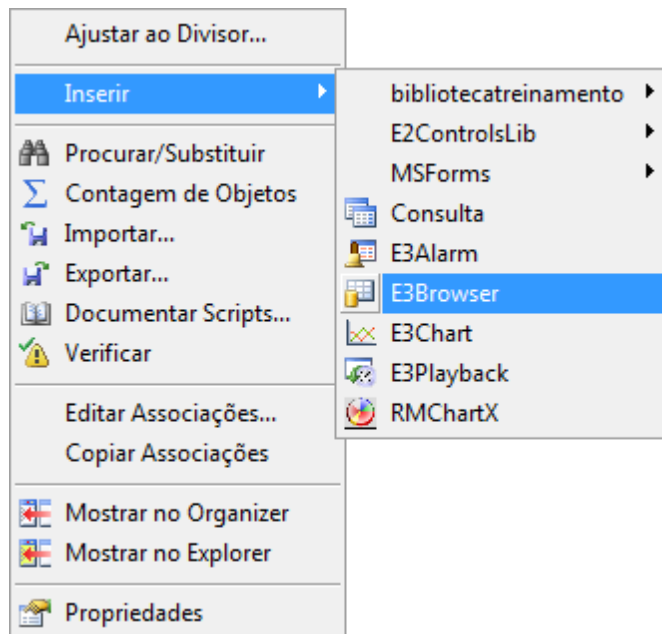 Ajustar ao Divisor...
Inserir
Procurar/Substituir
Contagem de Objetos
Importar...
Exportar...
Documentar Scripts...
Verificar
Editar Associações...
Copiar Associações
Mostrar no Organizer
Mostrar no Explorer
Propriedades
bibliotecatreinamento
E2ControlsLib
MSForms
Consulta
E3Alarm
E3Browser
E3Chart
E3Playback
RMChartX